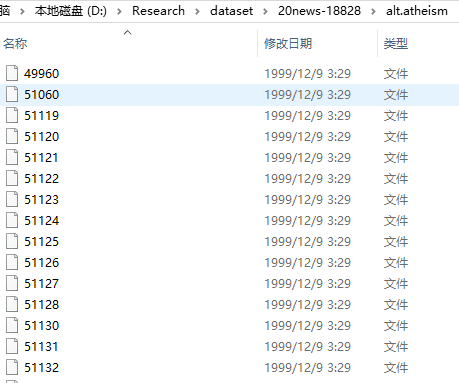 脑 › 本地磁盘 (D:) › Research › dataset › 20news-18828 › alt.atheism
名称 修改日期 类型
49960 1999/12/9 3:29 文件
51060 1999/12/9 3:29 文件
51119 1999/12/9 3:29 文件
51120 1999/12/9 3:29 文件
51121 1999/12/9 3:29 文件
51122 1999/12/9 3:29 文件
51123 1999/12/9 3:29 文件
51124 1999/12/9 3:29 文件
51125 1999/12/9 3:29 文件
51126 1999/12/9 3:29 文件
51127 1999/12/9 3:29 文件
51128 1999/12/9 3:29 文件
51130 1999/12/9 3:29 文件
51131 1999/12/9 3:29 文件
51132 1999/12/9 3:29 文件